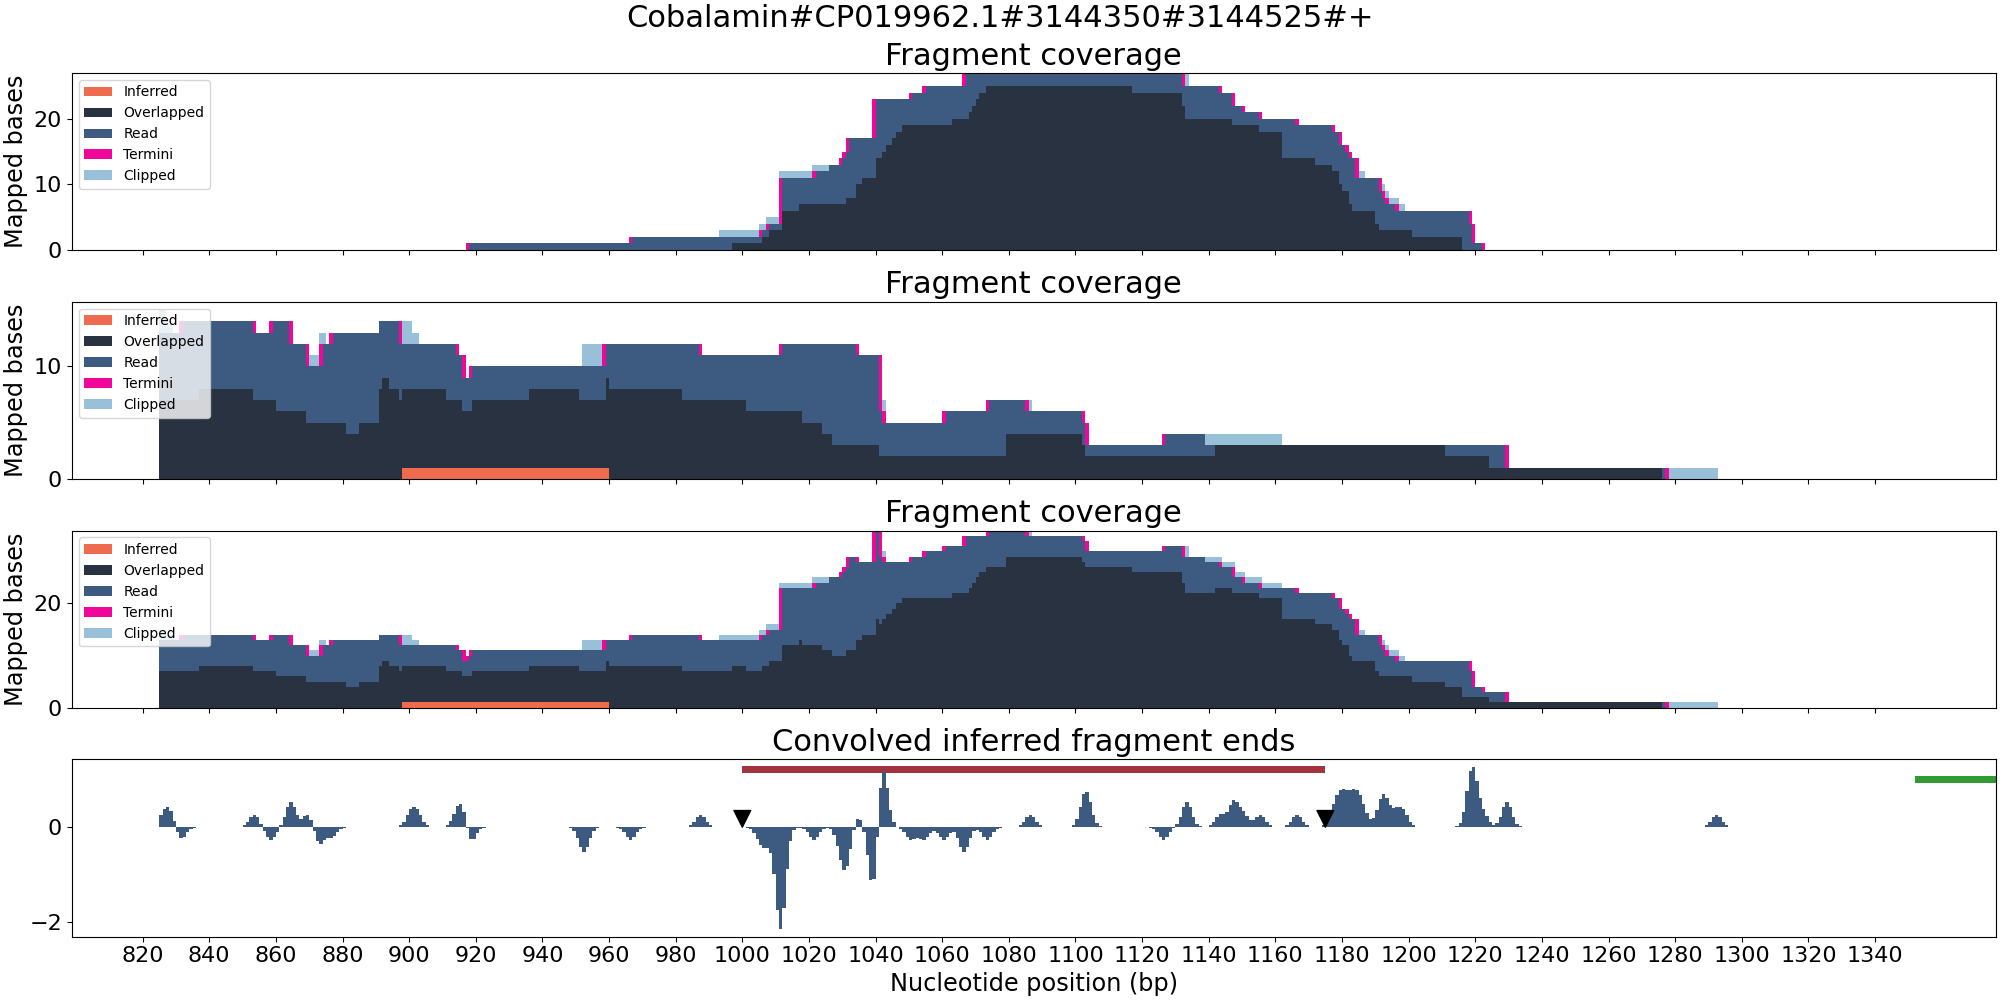 Cobalamin#CP019962.1#3144350#3144525#+
Fragment coverage
Mapped bases
20
10
0
Inferred
Overlapped
Read
Termini
Clipped
Fragment coverage
Mapped bases
10
0
Inferred
Overlapped
Read
Termini
Clipped
Fragment coverage
Mapped bases
20
0
Inferred
Overlapped
Read
Termini
Clipped
Convolved inferred fragment ends
0
−2
820 840 860 880 900 920 940 960 980 1000 1020 1040 1060 1080 1100 1120 1140 1160 1180 1200 1220 1240 1260 1280 1300 1320 1340
Nucleotide position (bp)